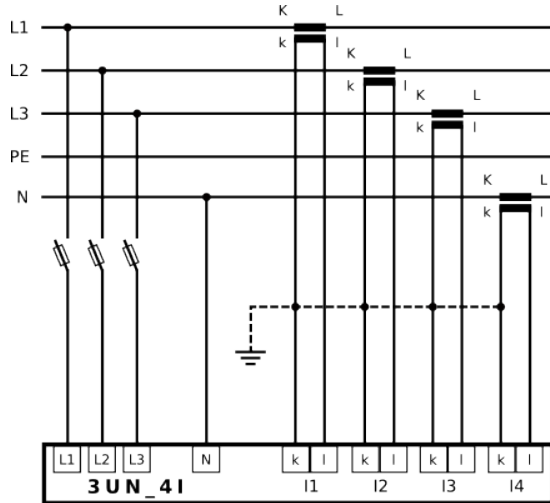 K L
L1
k l
K L
L2
k l
K L
L3
k l
PE
K L
N
k l
L1 L2 L3 N k l k l k l k l
3UN_4I I1 I2 I3 I4